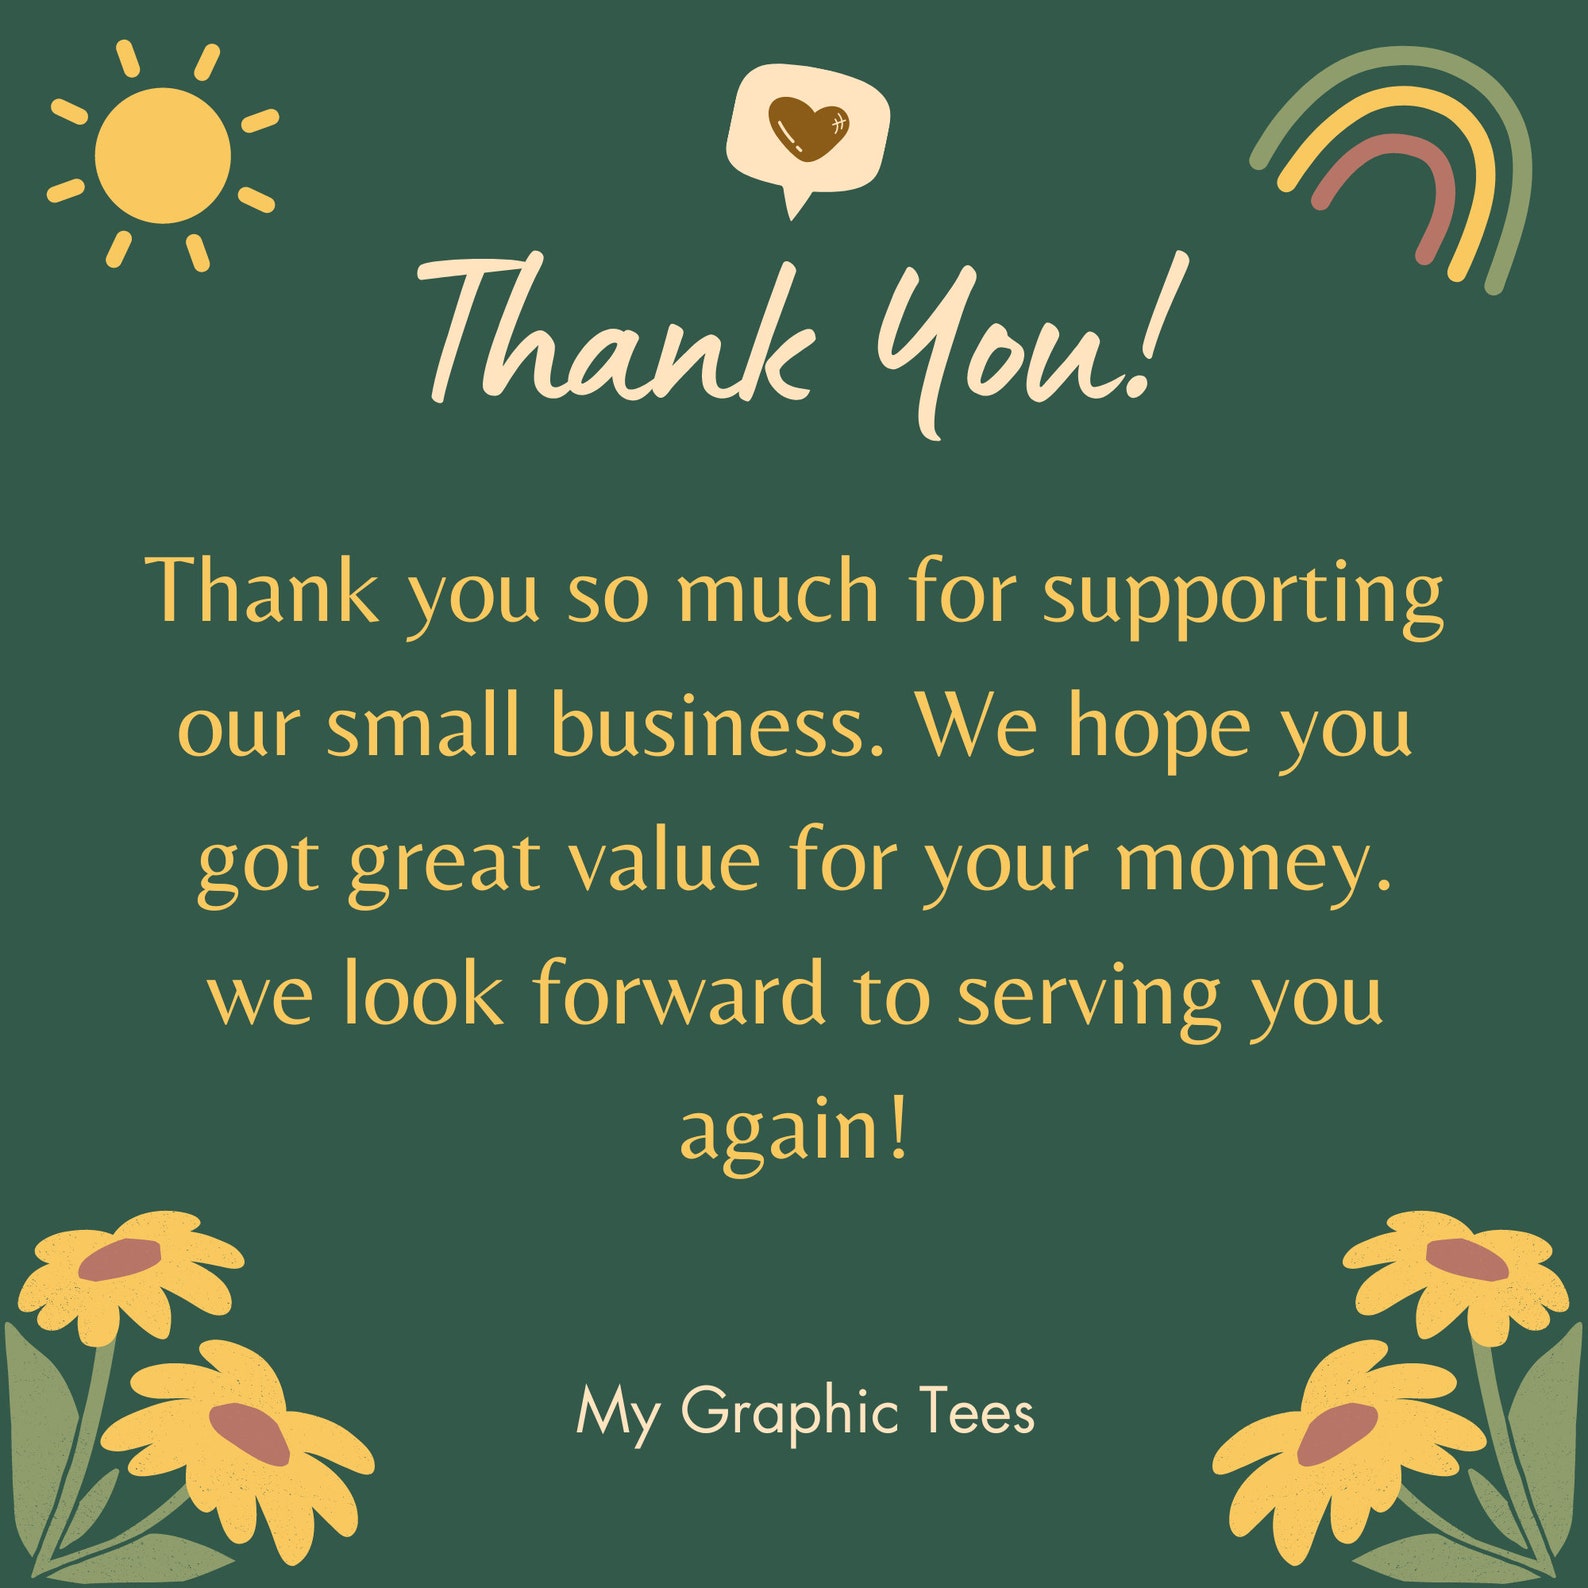 Thank You!
Thank you so much for supporting
our small business. We hope you
got great value for your money.
we look forward to serving you
again!
My Graphic Tees